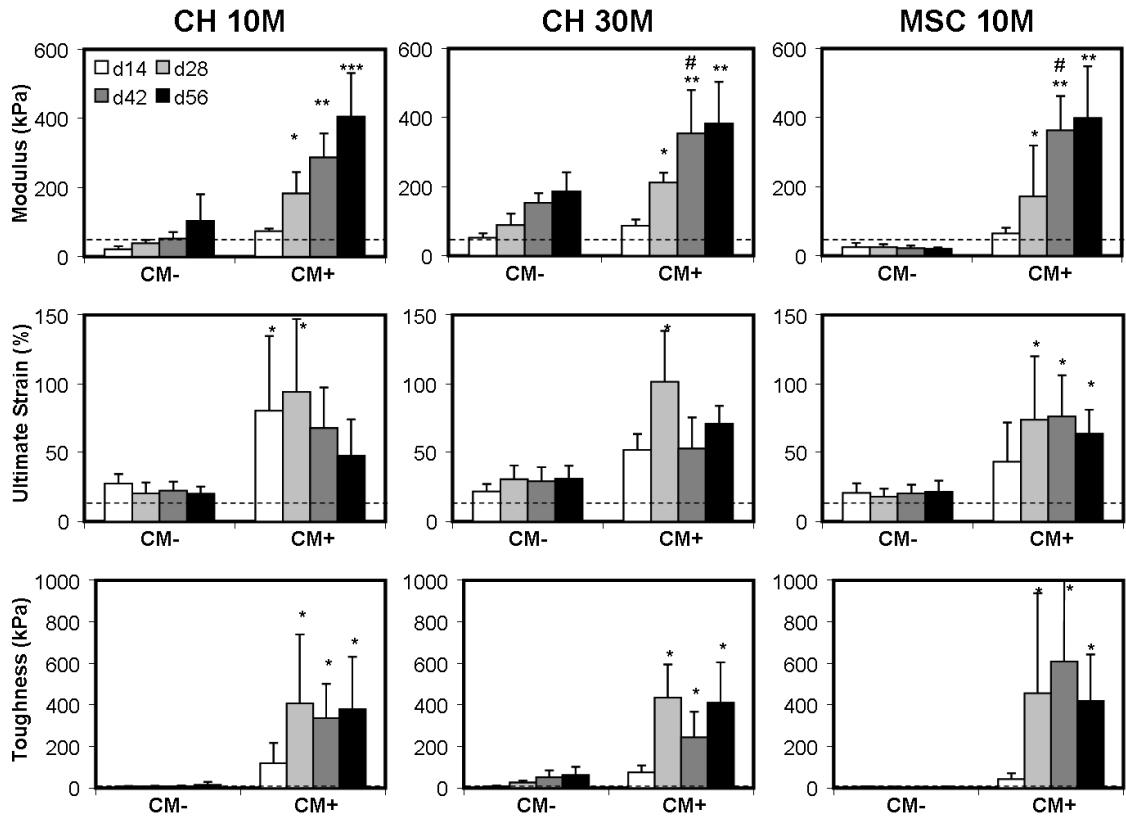 CH 10M CH 30M MSC 10M
Modulus (kPa)
600
400
200
0
d14 d28
d42 d56
* ** ***
CM- CM+
600
400
200
0
#
* ** **
CM- CM+
600
400
200
0
#
* ** **
CM- CM+
Ultimate Strain (%)
150
100
50
0
* *
CM- CM+
150
100
50
0
*
CM- CM+
150
100
50
0
* * *
CM- CM+
Toughness (kPa)
1000
800
600
400
200
0
* * *
CM- CM+
1000
800
600
400
200
0
* * *
CM- CM+
1000
800
600
400
200
0
* * *
CM- CM+